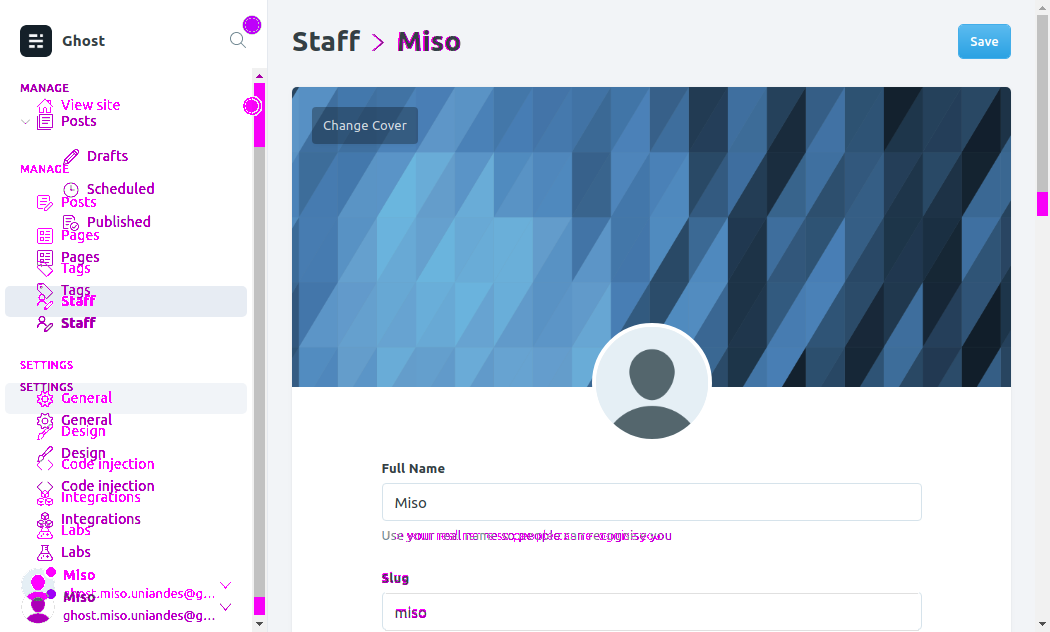 Ghost
Staff > Miso
Save
MANAGE
View site
Posts
Change Cover
Drafts
MANAGE
Scheduled
Posts
Published
Pages
Pages
Tags
Tags
Staff
Staff
SETTINGS
SETTINGS
General
General
Design
Design
Code injection
Full Name
Code injection
Integrations
Miso
Integrations
Labs
Use your real name so people can recognise you
Labs
Miso
Slug
ghost.miso.uniandes@g...
Miso
ghost.miso.uniandes@g...
miso